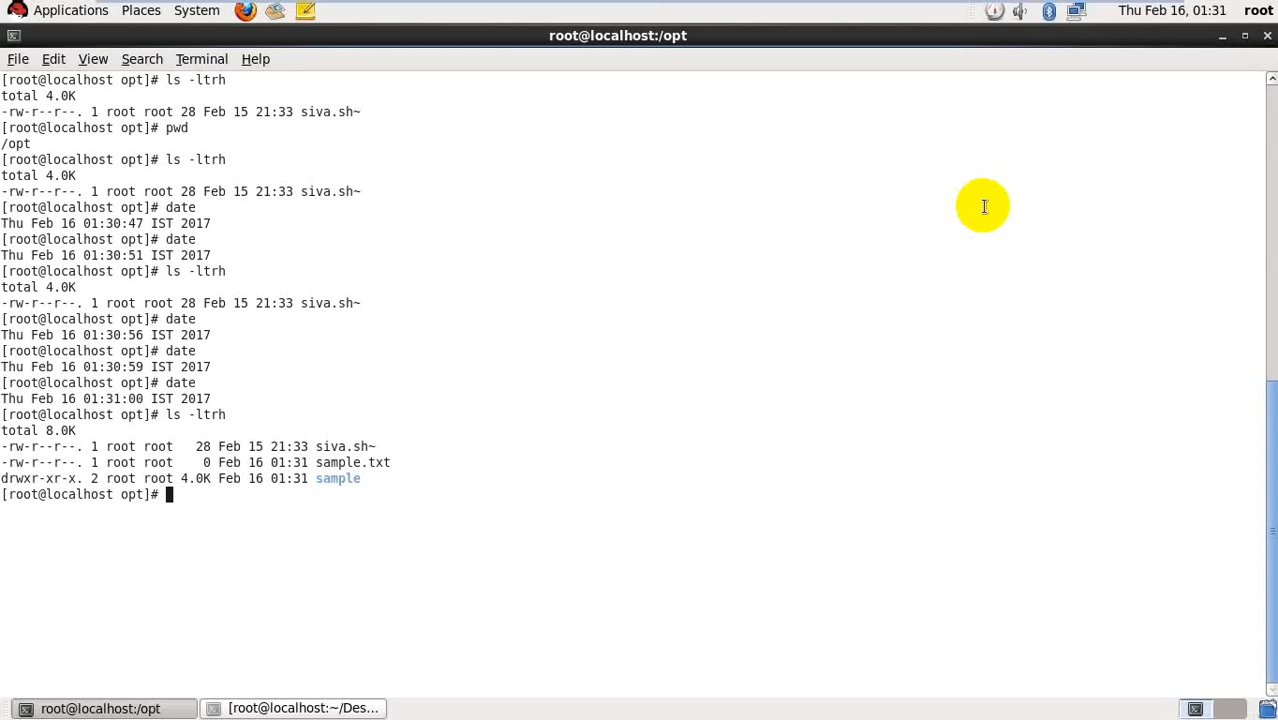 Applications Places System Thu Feb 16, 01:31 root
root@localhost:/opt
File Edit View Search Terminal Help
[root@localhost opt]# ls -ltrh
total 4.0K
-rw-r--r--. 1 root root 28 Feb 15 21:33 siva.sh~
[root@localhost opt]# pwd
/opt
[root@localhost opt]# ls -ltrh
total 4.0K
-rw-r--r--. 1 root root 28 Feb 15 21:33 siva.sh~
[root@localhost opt]# date
Thu Feb 16 01:30:47 IST 2017
[root@localhost opt]# date
Thu Feb 16 01:30:51 IST 2017
[root@localhost opt]# ls -ltrh
total 4.0K
-rw-r--r--. 1 root root 28 Feb 15 21:33 siva.sh~
[root@localhost opt]# date
Thu Feb 16 01:30:56 IST 2017
[root@localhost opt]# date
Thu Feb 16 01:30:59 IST 2017
[root@localhost opt]# date
Thu Feb 16 01:31:00 IST 2017
[root@localhost opt]# ls -ltrh
total 8.0K
-rw-r--r--. 1 root root   28 Feb 15 21:33 siva.sh~
-rw-r--r--. 1 root root    0 Feb 16 01:31 sample.txt
drwxr-xr-x. 2 root root 4.0K Feb 16 01:31 sample
[root@localhost opt]#
root@localhost:/opt [root@localhost:~/Des...